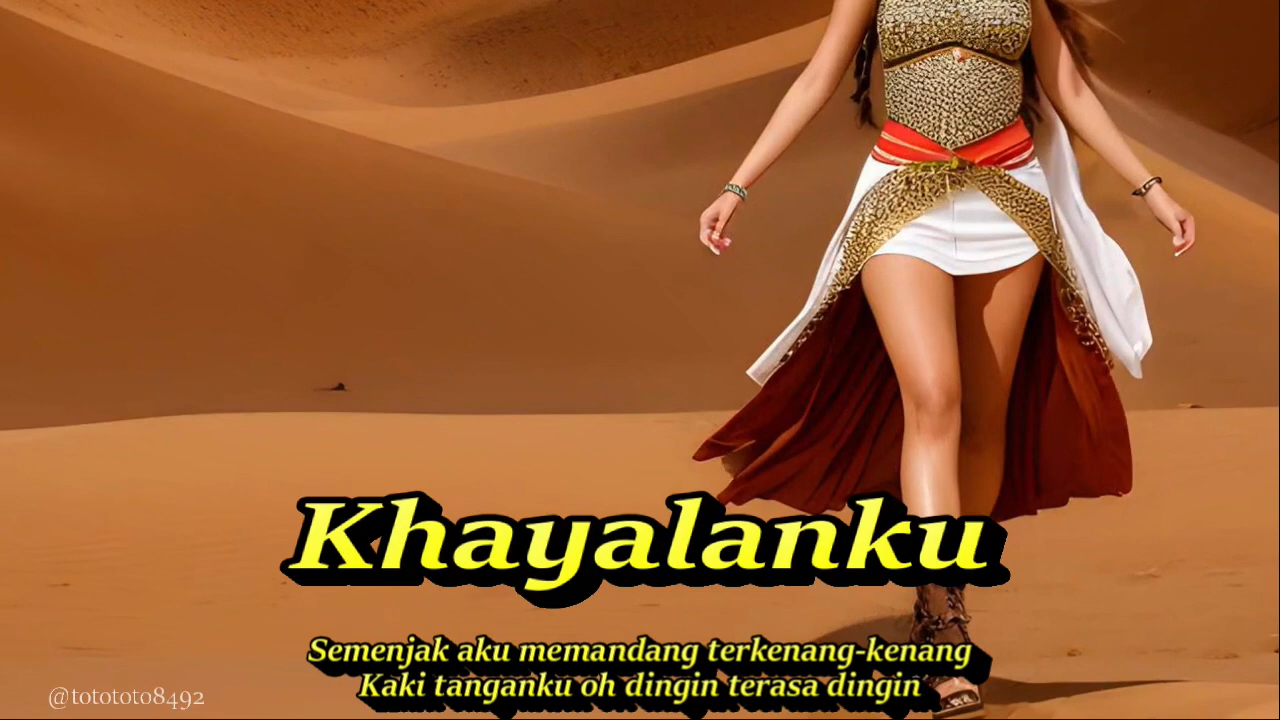 Khayalanku
Semenjak aku memandang terkenang-kenang
Kaki tanganku oh dingin terasa dingin
@totototo8492